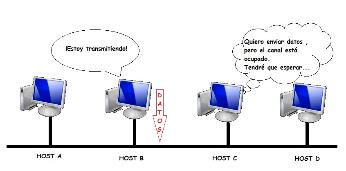 ¡Estoy transmitiendo!
Quiero enviar datos ,
pero el canal está
ocupado.
Tendré que esperar...
DATOS
HOST A
HOST B
HOST C
HOST D